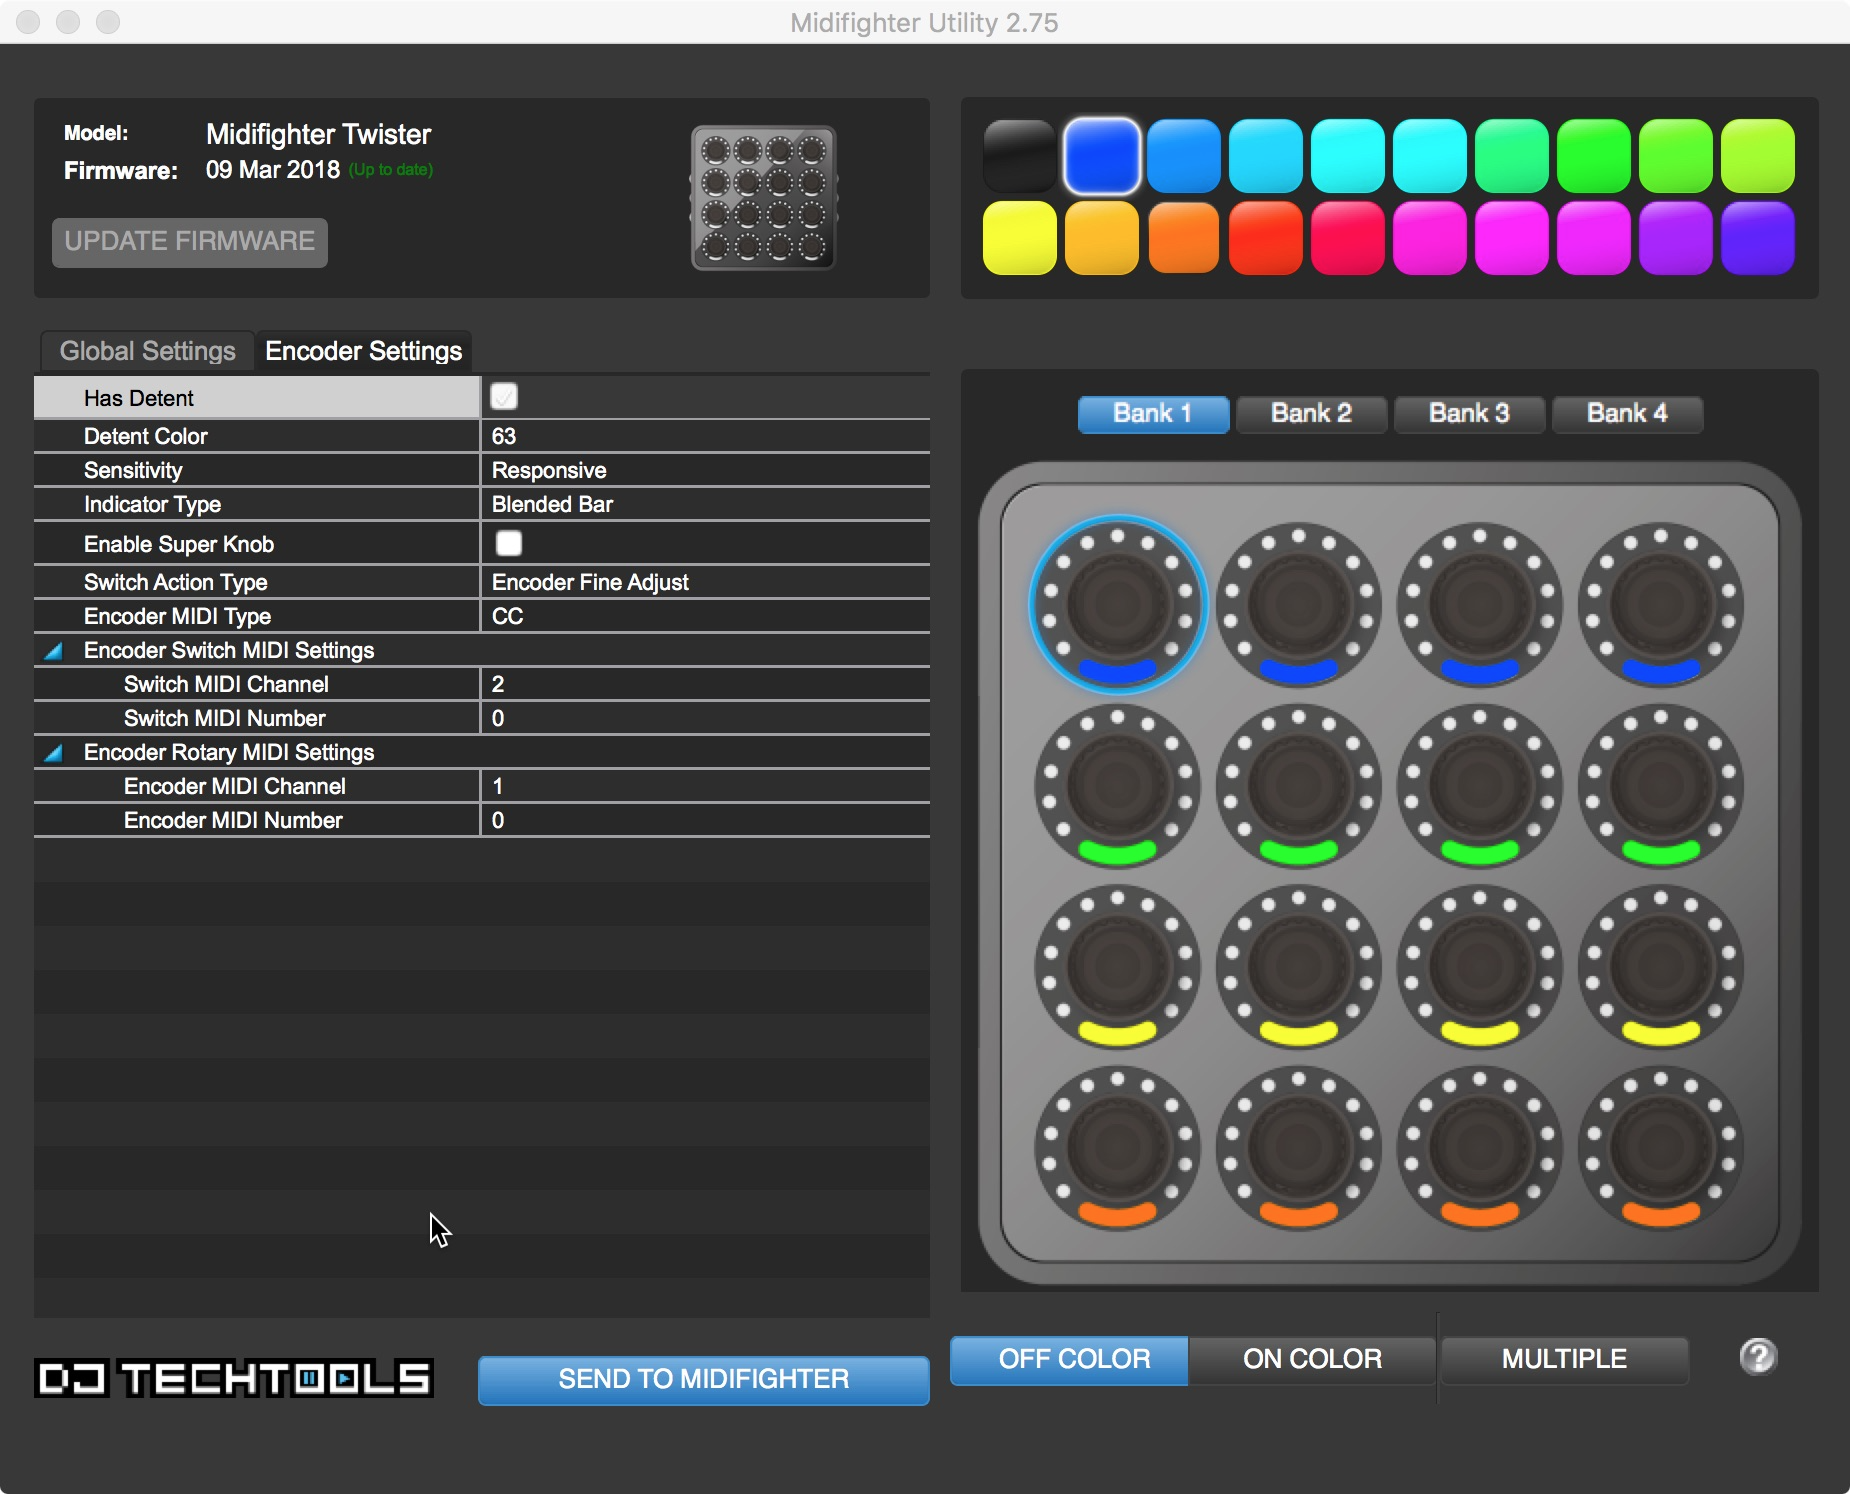 Midifighter Utility 2.75
Model: Midifighter Twister
Firmware: 09 Mar 2018 (Up to date)
UPDATE FIRMWARE
Global Settings Encoder Settings
Has Detent
Detent Color 63
Sensitivity Responsive
Indicator Type Blended Bar
Enable Super Knob
Switch Action Type Encoder Fine Adjust
Encoder MIDI Type CC
Encoder Switch MIDI Settings
Switch MIDI Channel 2
Switch MIDI Number 0
Encoder Rotary MIDI Settings
Encoder MIDI Channel 1
Encoder MIDI Number 0
Bank 1 Bank 2 Bank 3 Bank 4
DJ TECHTOOLS
SEND TO MIDIFIGHTER
OFF COLOR ON COLOR MULTIPLE ?